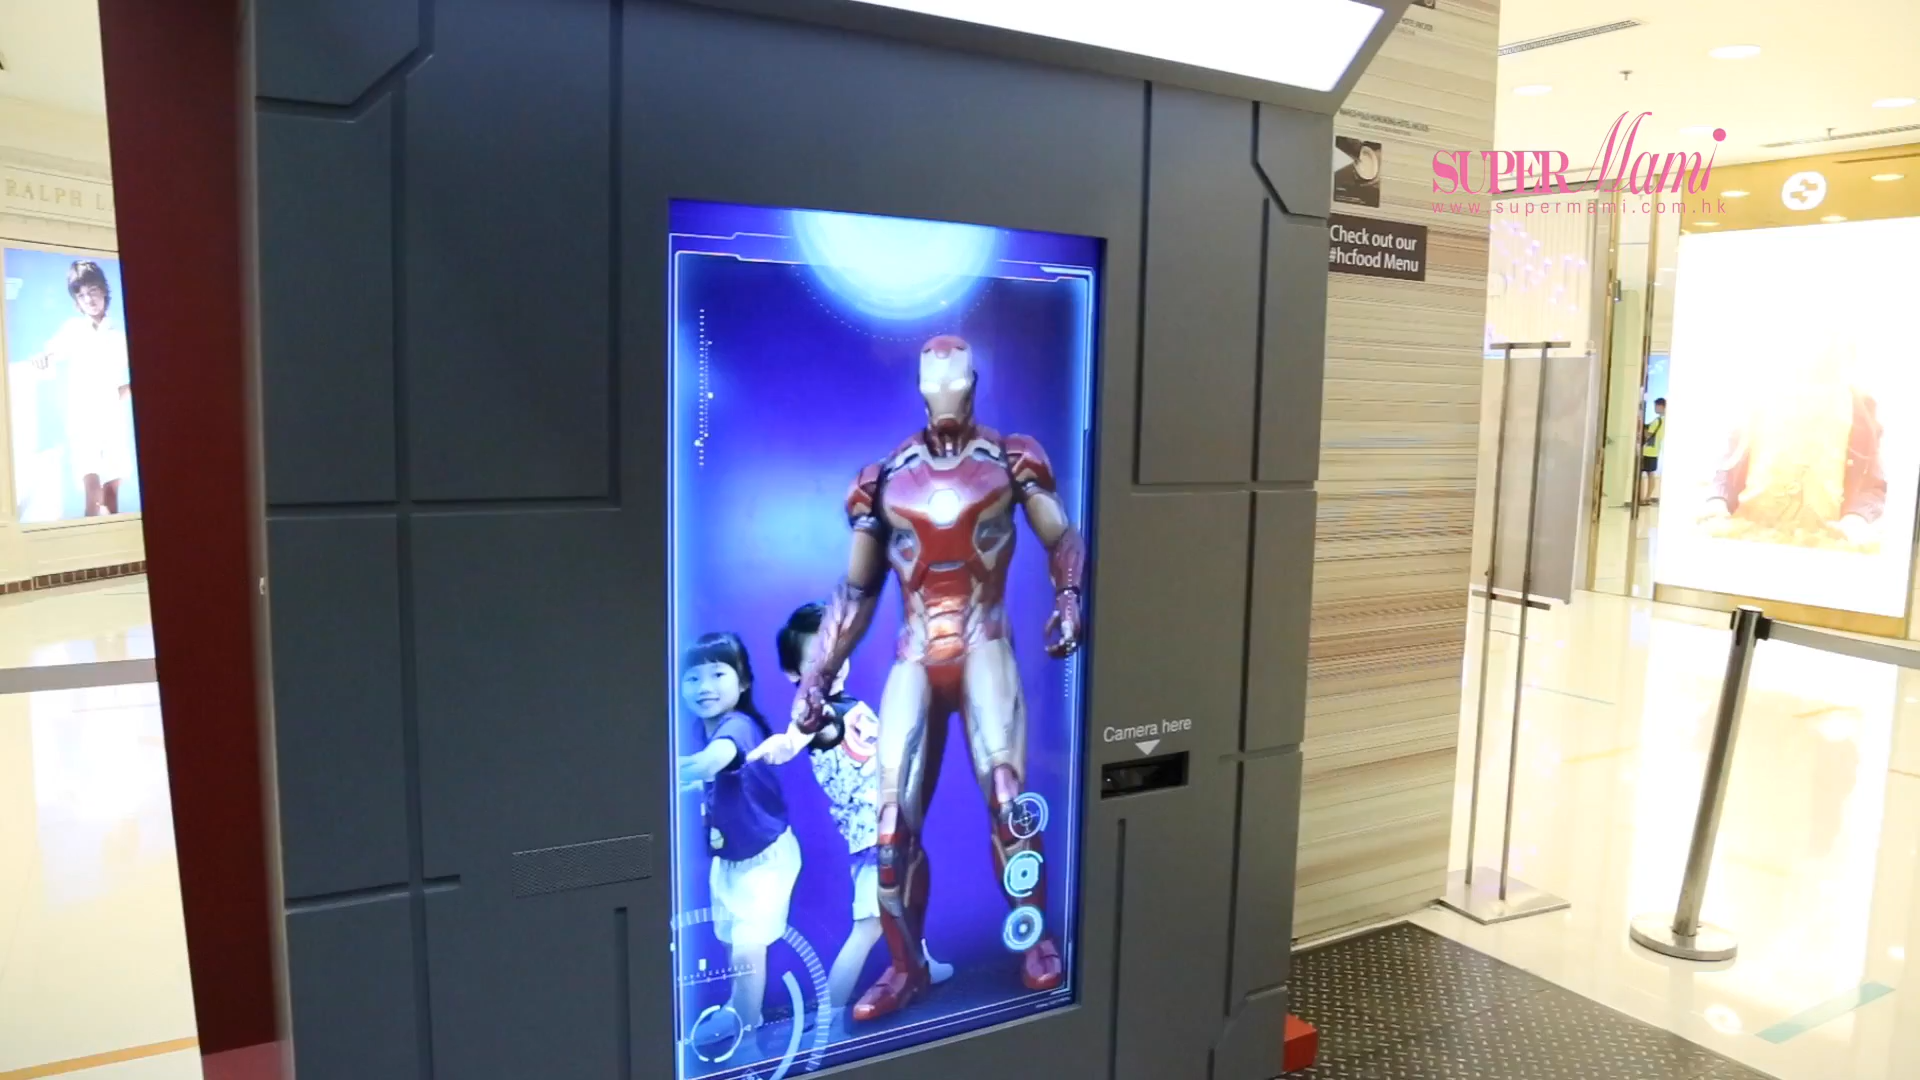 RALPH L
SUPER Mami
www.supermami.com.hk
Check out our
#hcfood Menu
Camera here